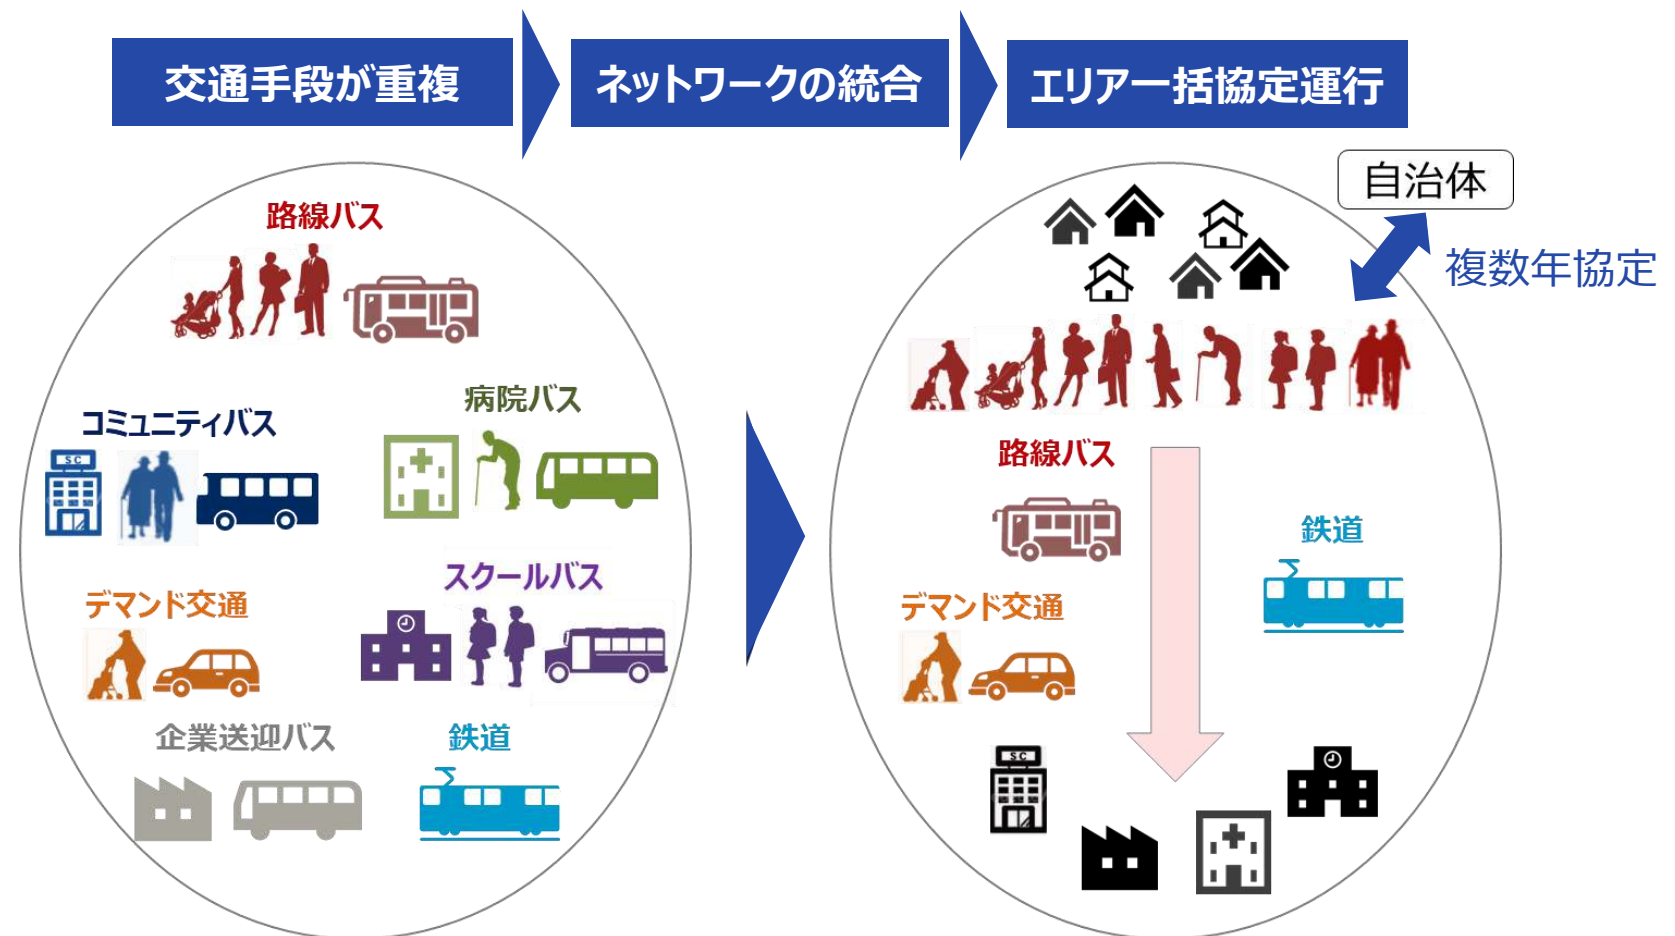 交通手段が重複
ネットワークの統合
エリア一括協定運行
路線バス
コミュニティバス
SC
病院バス
デマンド交通
スクールバス
企業送迎バス
鉄道
自治体
複数年協定
路線バス
鉄道
デマンド交通
SC